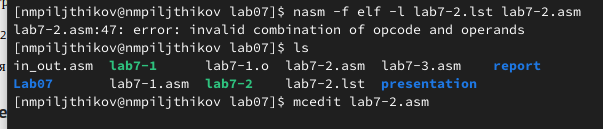 [nmpiljthikov@nmpiljthikov lab07]$ nasm -f elf -l lab7-2.lst lab7-2.asm
lab7-2.asm:47: error: invalid combination of opcode and operands
[nmpiljthikov@nmpiljthikov lab07]$ ls
in_out.asm lab7-1 lab7-1.o lab7-2.asm lab7-3.asm report
Lab07 lab7-1.asm lab7-2 lab7-2.lst presentation
[nmpiljthikov@nmpiljthikov lab07]$ mcedit lab7-2.asm